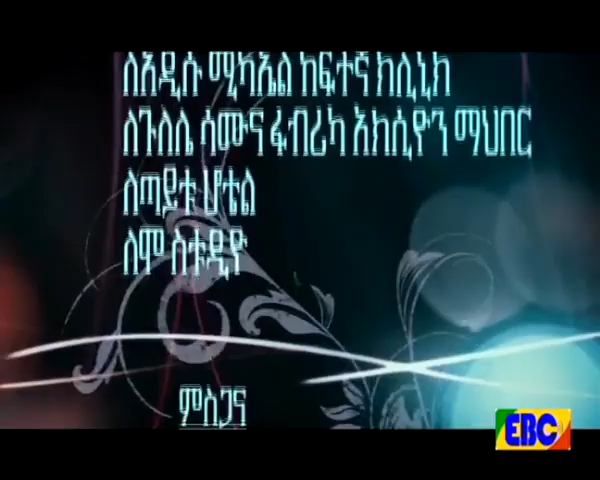 ለአዲሱ ሚካኤል ከፍተኛ ክሊኒክ
ለጉለሌ ሳሙና ፋብሪካ አክሲዮን ማህበር
ለጣይቱ ሆቴል
ለሞ ስቱዲዮ
ምስጋና
EBC